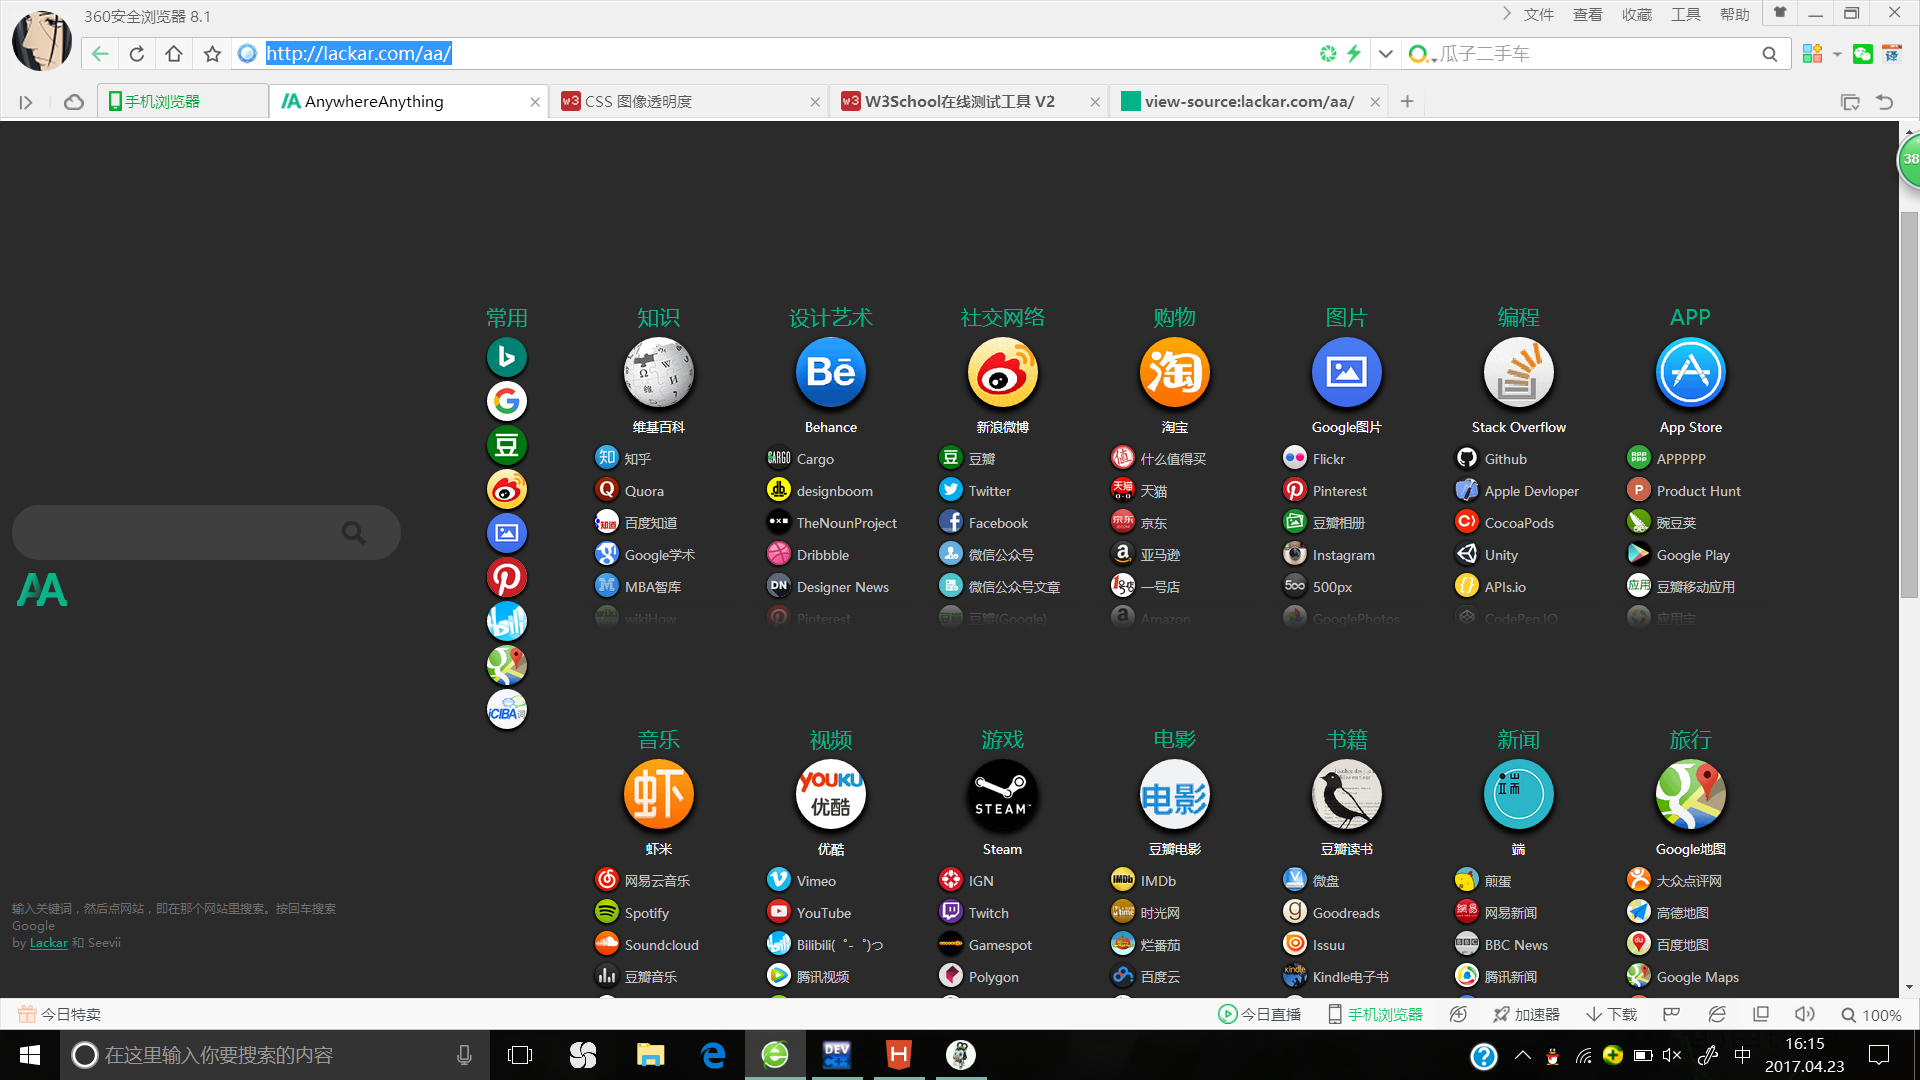 360安全浏览器 8.1
文件 查看 收藏 工具 帮助
http://lackar.com/aa/
瓜子二手车
手机浏览器
AnywhereAnything
CSS 图像透明度
W3School在线测试工具 V2
view-source:lackar.com/aa/
38
常用 知识 设计艺术 社交网络 购物 图片 编程 APP
维基百科 Behance 新浪微博 淘宝 Google图片 Stack Overflow App Store
知乎 Cargo 豆瓣 什么值得买 Flickr Github APPPPP
Quora designboom Twitter 天猫 Pinterest Apple Devloper Product Hunt
百度知道 TheNounProject Facebook 京东 豆瓣相册 CocoaPods 豌豆荚
Google学术 Dribbble 微信公众号 亚马逊 Instagram Unity Google Play
MBA智库 Designer News 微信公众号文章 一号店 500px APIs.io 豆瓣移动应用
wikiHow Pinterest 豆瓣(Google) Amazon GooglePhotos CodePen.IO 应用宝
音乐 视频 游戏 电影 书籍 新闻 旅行
虾米 优酷 Steam 豆瓣电影 豆瓣读书 端 Google地图
网易云音乐 Vimeo IGN IMDb 微盘 煎蛋 大众点评网
Spotify YouTube Twitch 时光网 Goodreads 网易新闻 高德地图
Soundcloud Bilibili( ゜- ゜)つ Gamespot 烂番茄 Issuu BBC News 百度地图
豆瓣音乐 腾讯视频 Polygon 百度云 Kindle电子书 腾讯新闻 Google Maps
输入关键词，然后点网站，即在那个网站里搜索。按回车搜索
Google
by Lackar 和 Seevii
今日特卖
今日直播 手机浏览器 加速器 下载 100%
在这里输入你要搜索的内容
中
16:15
2017.04.23